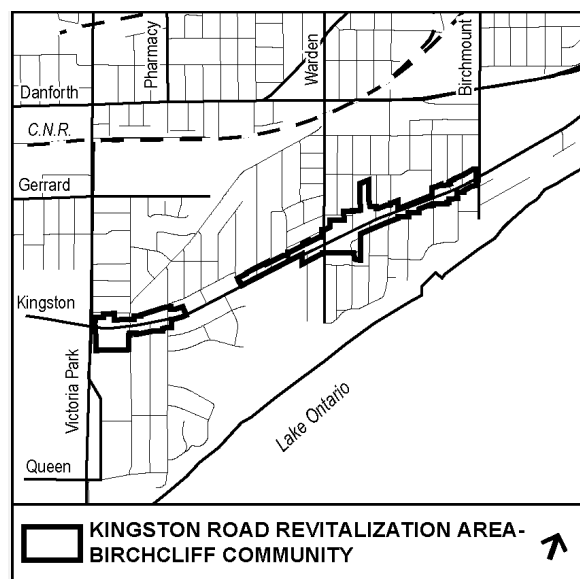 Pharmacy
Warden
Birchmount
Danforth
C.N.R.
Gerrard
Kingston
Victoria Park
Lake Ontario
Queen
KINGSTON ROAD REVITALIZATION AREA-
BIRCHCLIFF COMMUNITY